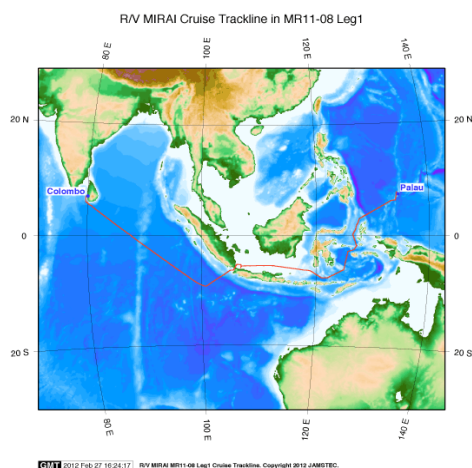 R/V MIRAI Cruise Trackline in MR11-08 Leg1
80 E
100 E
120 E
140 E
20 N
20 N
Colombo
Palau
0
0
20 S
20 S
80 E
100 E
120 E
140 E
GMT 2012 Feb 27 16:24:17 R/V MIRAI MR11-08 Leg1 Cruise Trackline. Copyright 2012 JAMSTEC.